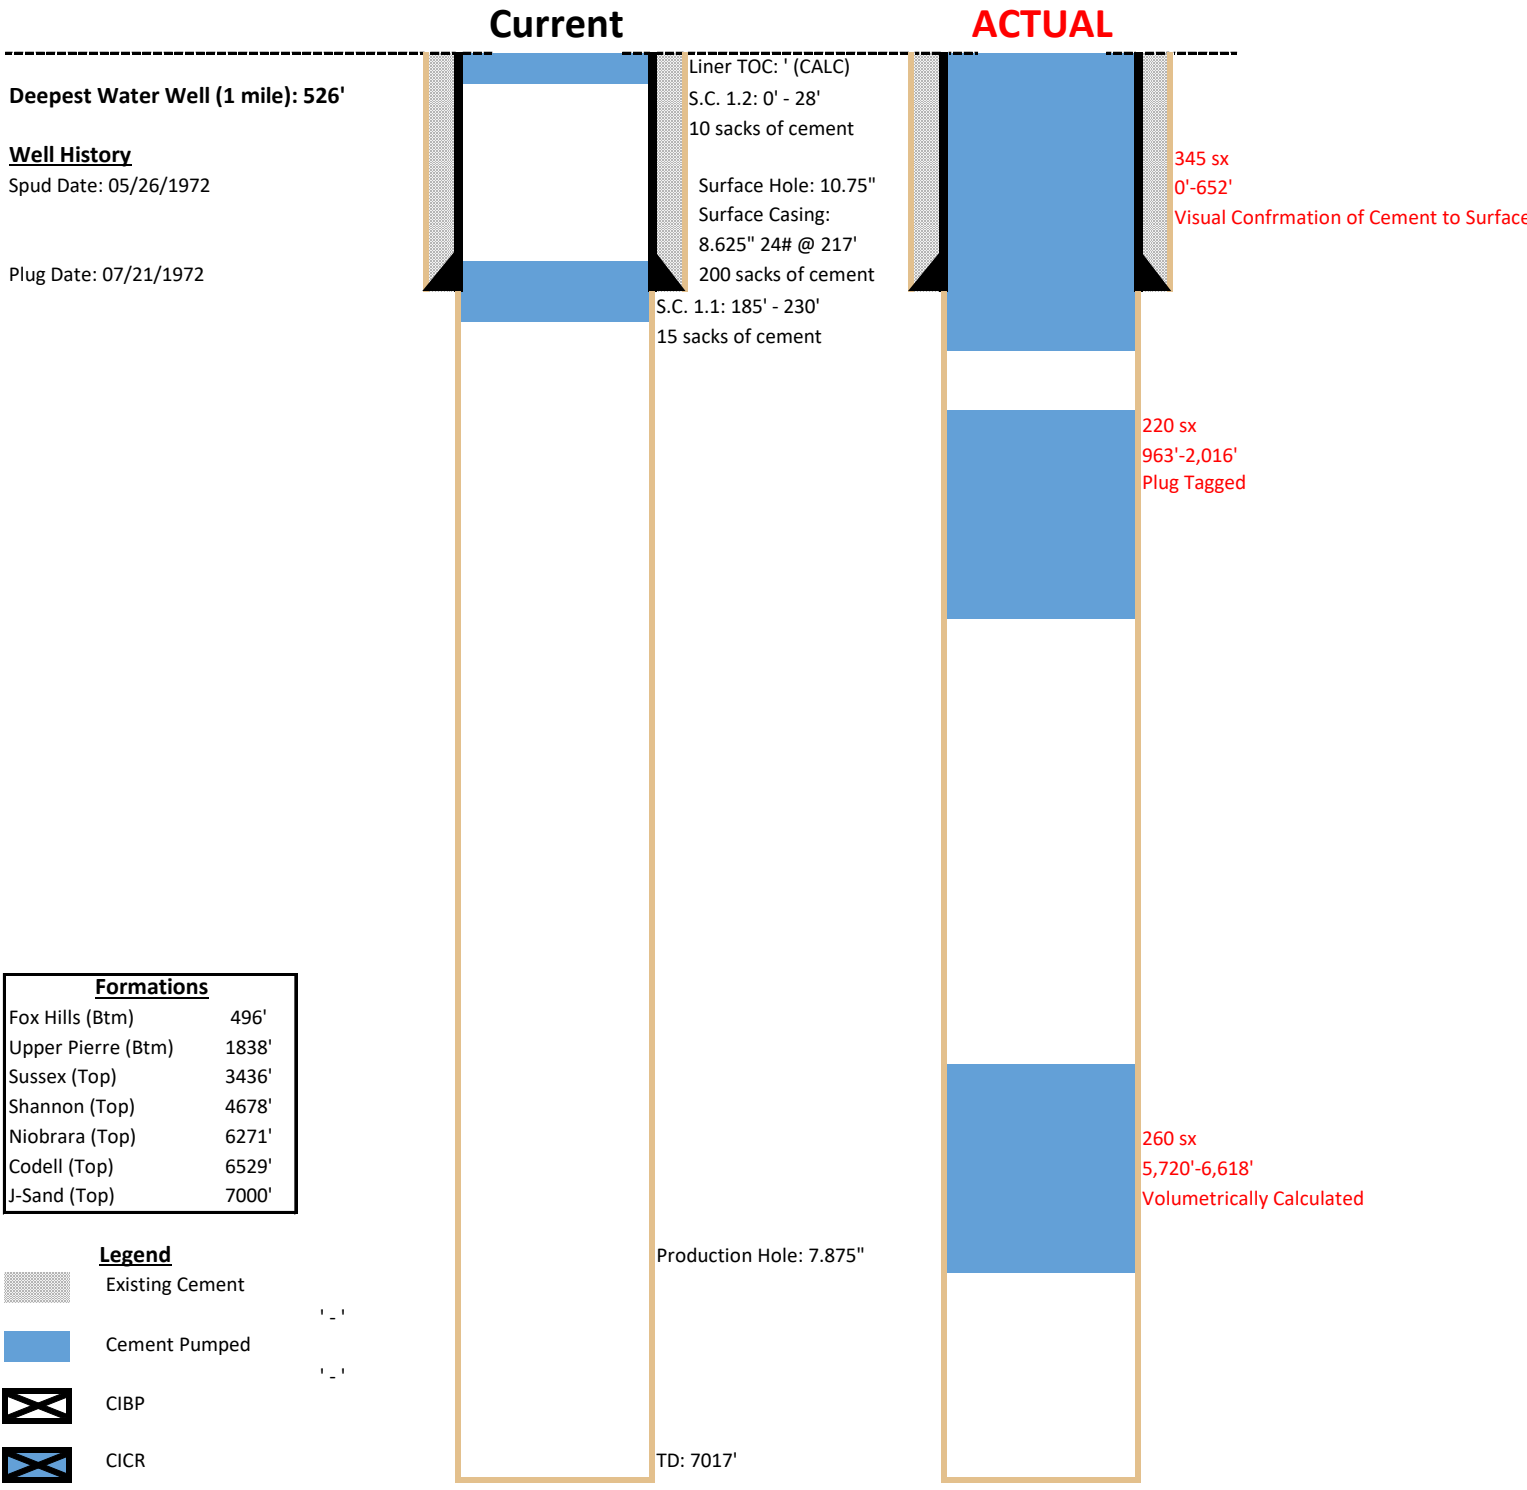 Current
ACTUAL
Deepest Water Well (1 mile): 526'
Well History
Spud Date: 05/26/1972
Plug Date: 07/21/1972
Liner TOC: ' (CALC)
S.C. 1.2: 0' - 28'
10 sacks of cement
Surface Hole: 10.75"
Surface Casing:
8.625" 24# @ 217'
200 sacks of cement
S.C. 1.1: 185' - 230'
15 sacks of cement
345 sx
0'-652'
Visual Confrmation of Cement to Surface
220 sx
963'-2,016'
Plug Tagged
Formations
Fox Hills (Btm) 496'
Upper Pierre (Btm) 1838'
Sussex (Top) 3436'
Shannon (Top) 4678'
Niobrara (Top) 6271'
Codell (Top) 6529'
J-Sand (Top) 7000'
260 sx
5,720'-6,618'
Volumetrically Calculated
Legend
Existing Cement
' - '
Cement Pumped
' - '
CIBP
CICR
Production Hole: 7.875"
TD: 7017'